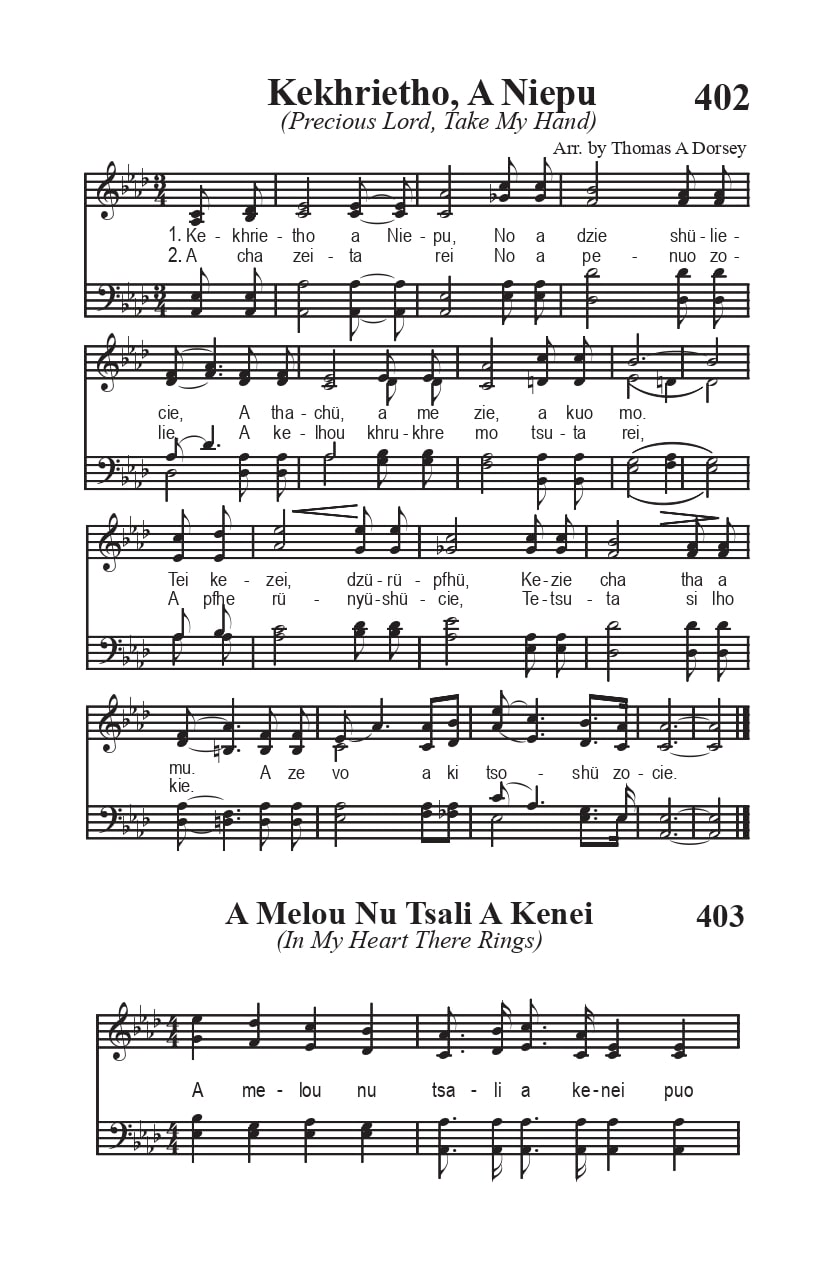 Kekhrietho, A Niepu 402
(Precious Lord, Take My Hand)
Arr. by Thomas A Dorsey
1. Ke - khrie - tho a Nie - pu, No a dzie shü - lie -
2. A cha zei - ta rei No a pe - nuo zo -
cie, A tha - chü, a me zie, a kuo mo.
lie, A ke - lhou khru - khre mo tsu - ta rei,
Tei ke - zei, dzü - rü - pfhü, Ke - zie cha tha a
A pfhe rü - nyü - shü - cie, Te - tsu - ta si lho
mu. A ze vo a ki tso - shü zo - cie.
kie.
A Melou Nu Tsali A Kenei 403
(In My Heart There Rings)
A me - lou nu tsa - li a ke - nei puo